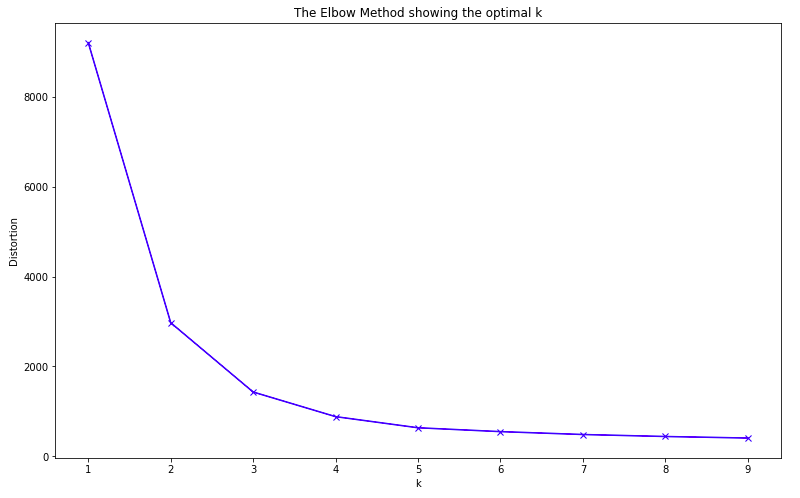 The Elbow Method showing the optimal k
8000
6000
4000
2000
0
Distortion
1 2 3 4 5 6 7 8 9
k